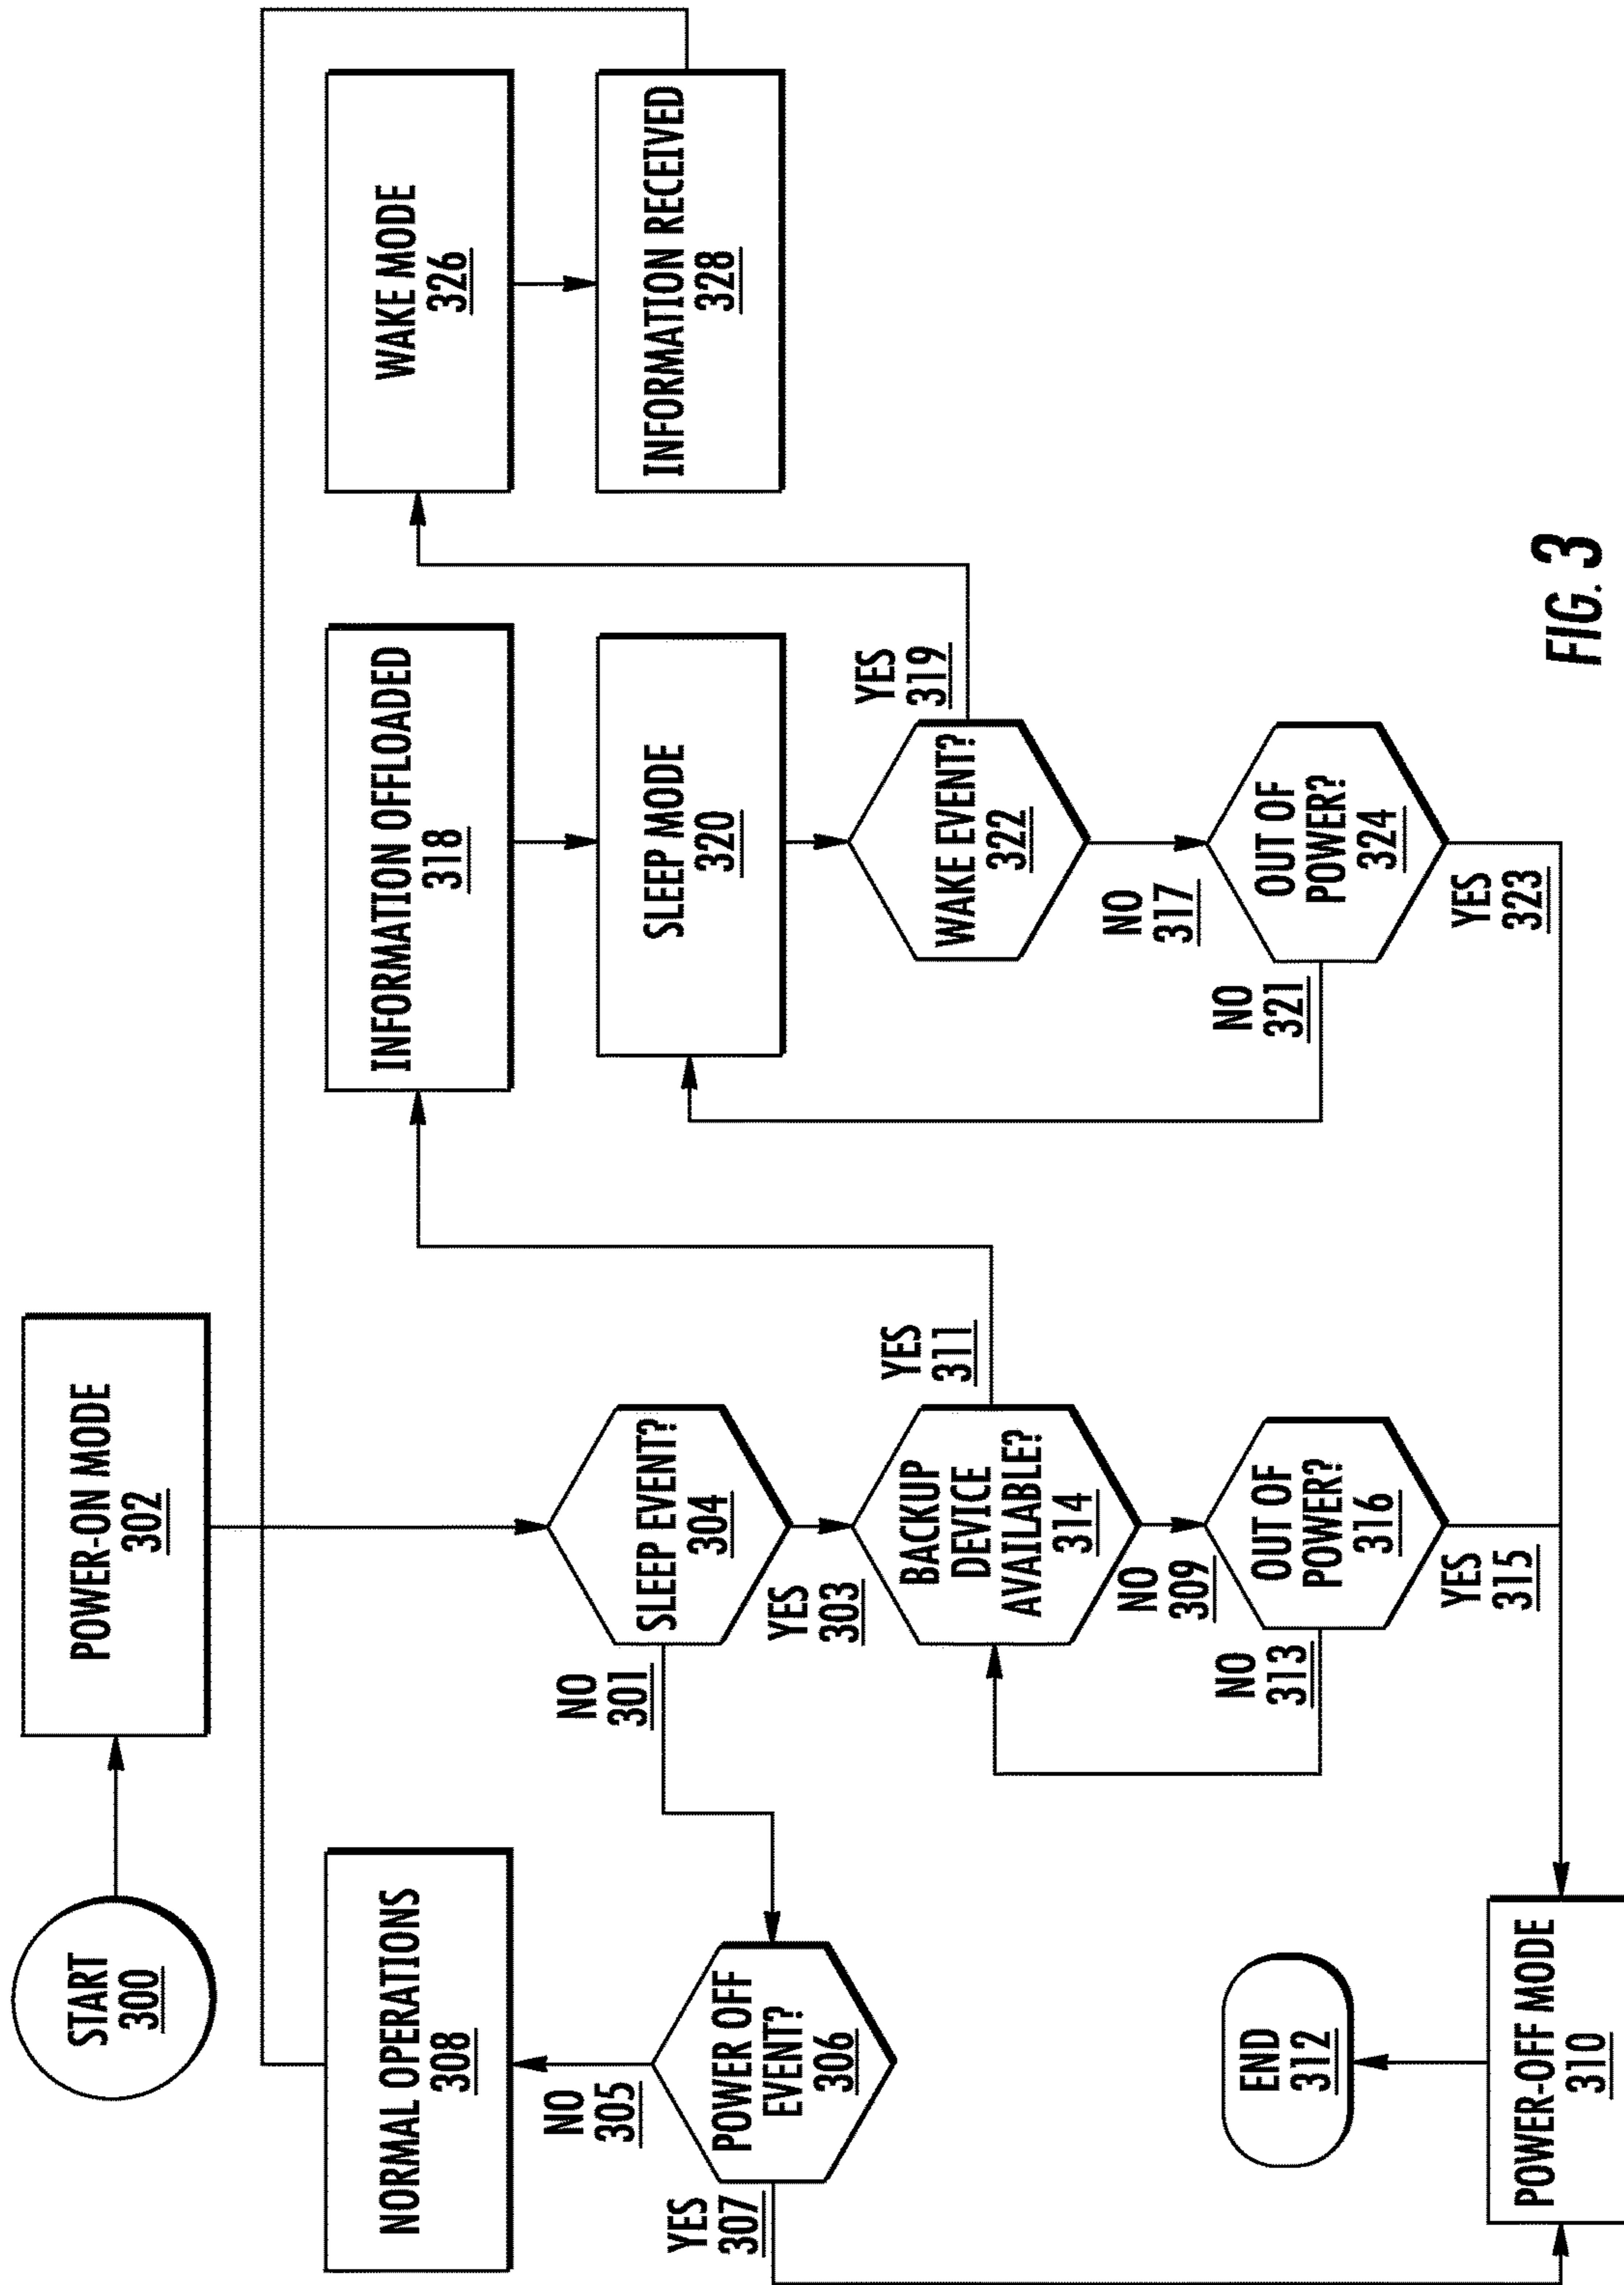 START
300
POWER-ON MODE
302
NORMAL OPERATIONS
308
NO
305
POWER OFF
EVENT?
306
YES
307
NO
301
SLEEP EVENT?
304
YES
303
BACKUP
DEVICE
AVAILABLE?
314
YES
311
NO
309
OUT OF
POWER?
316
NO
313
YES
315
POWER-OFF MODE
310
END
312
INFORMATION OFFLOADED
318
SLEEP MODE
320
WAKE EVENT?
322
YES
319
NO
317
OUT OF
POWER?
324
NO
321
YES
323
WAKE MODE
326
INFORMATION RECEIVED
328
FIG. 3